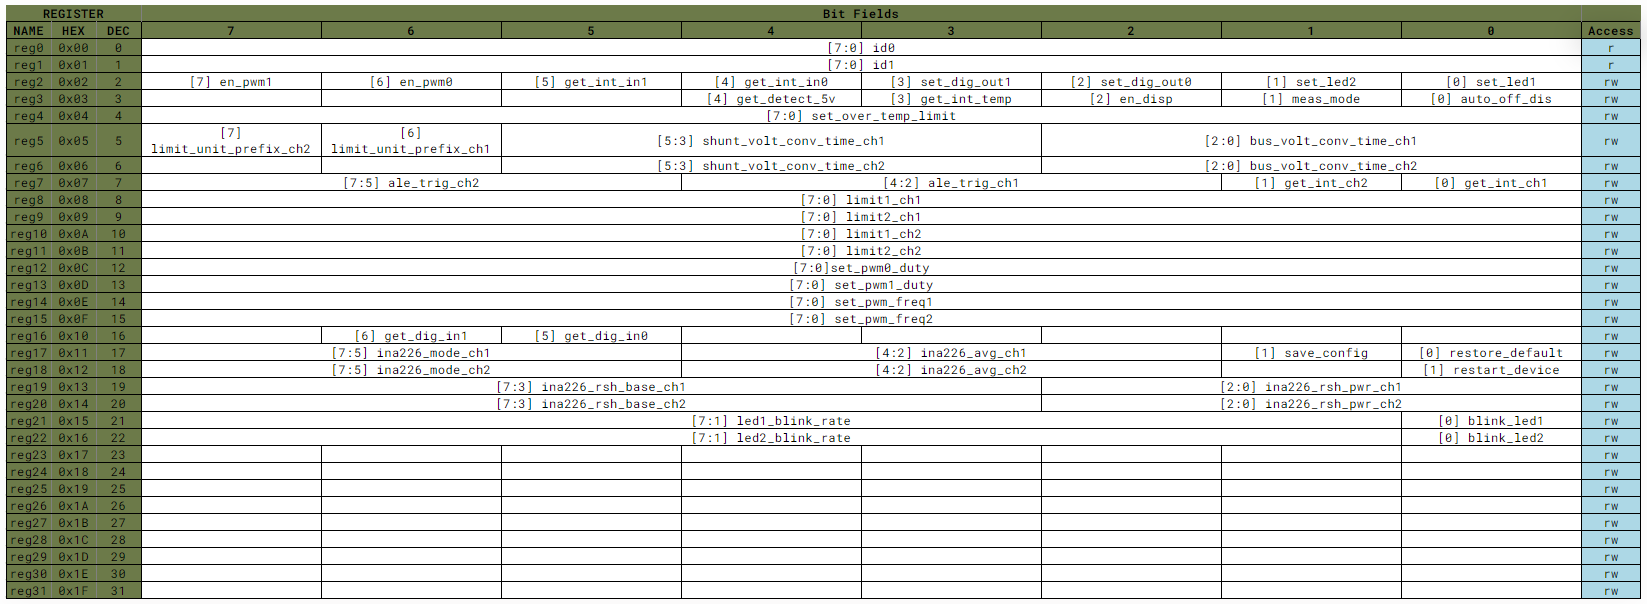 REGISTER Bit Fields
NAME HEX DEC 7 6 5 4 3 2 1 0 Access
reg0 0x00 0 [7:0] id0 r
reg1 0x01 1 [7:0] id1 r
reg2 0x02 2 [7] en_pwm1 [6] en_pwm0 [5] get_int_in1 [4] get_int_in0 [3] set_dig_out1 [2] set_dig_out0 [1] set_led2 [0] set_led1 rw
reg3 0x03 3 [4] get_detect_5v [3] get_int_temp [2] en_disp [1] meas_mode [0] auto_off_dis rw
reg4 0x04 4 [7:0] set_over_temp_limit rw
reg5 0x05 5 [7] limit_unit_prefix_ch2 [6] limit_unit_prefix_ch1 [5:3] shunt_volt_conv_time_ch1 [2:0] bus_volt_conv_time_ch1 rw
reg6 0x06 6 [5:3] shunt_volt_conv_time_ch2 [2:0] bus_volt_conv_time_ch2 rw
reg7 0x07 7 [7:5] ale_trig_ch2 [4:2] ale_trig_ch1 [1] get_int_ch2 [0] get_int_ch1 rw
reg8 0x08 8 [7:0] limit1_ch1 rw
reg9 0x09 9 [7:0] limit2_ch1 rw
reg10 0x0A 10 [7:0] limit1_ch2 rw
reg11 0x0B 11 [7:0] limit2_ch2 rw
reg12 0x0C 12 [7:0]set_pwm0_duty rw
reg13 0x0D 13 [7:0] set_pwm1_duty rw
reg14 0x0E 14 [7:0] set_pwm_freq1 rw
reg15 0x0F 15 [7:0] set_pwm_freq2 rw
reg16 0x10 16 [6] get_dig_in1 [5] get_dig_in0 rw
reg17 0x11 17 [7:5] ina226_mode_ch1 [4:2] ina226_avg_ch1 [1] save_config [0] restore_default rw
reg18 0x12 18 [7:5] ina226_mode_ch2 [4:2] ina226_avg_ch2 [1] restart_device rw
reg19 0x13 19 [7:3] ina226_rsh_base_ch1 [2:0] ina226_rsh_pwr_ch1 rw
reg20 0x14 20 [7:3] ina226_rsh_base_ch2 [2:0] ina226_rsh_pwr_ch2 rw
reg21 0x15 21 [7:1] led1_blink_rate [0] blink_led1 rw
reg22 0x16 22 [7:1] led2_blink_rate [0] blink_led2 rw
reg23 0x17 23 rw
reg24 0x18 24 rw
reg25 0x19 25 rw
reg26 0x1A 26 rw
reg27 0x1B 27 rw
reg28 0x1C 28 rw
reg29 0x1D 29 rw
reg30 0x1E 30 rw
reg31 0x1F 31 rw